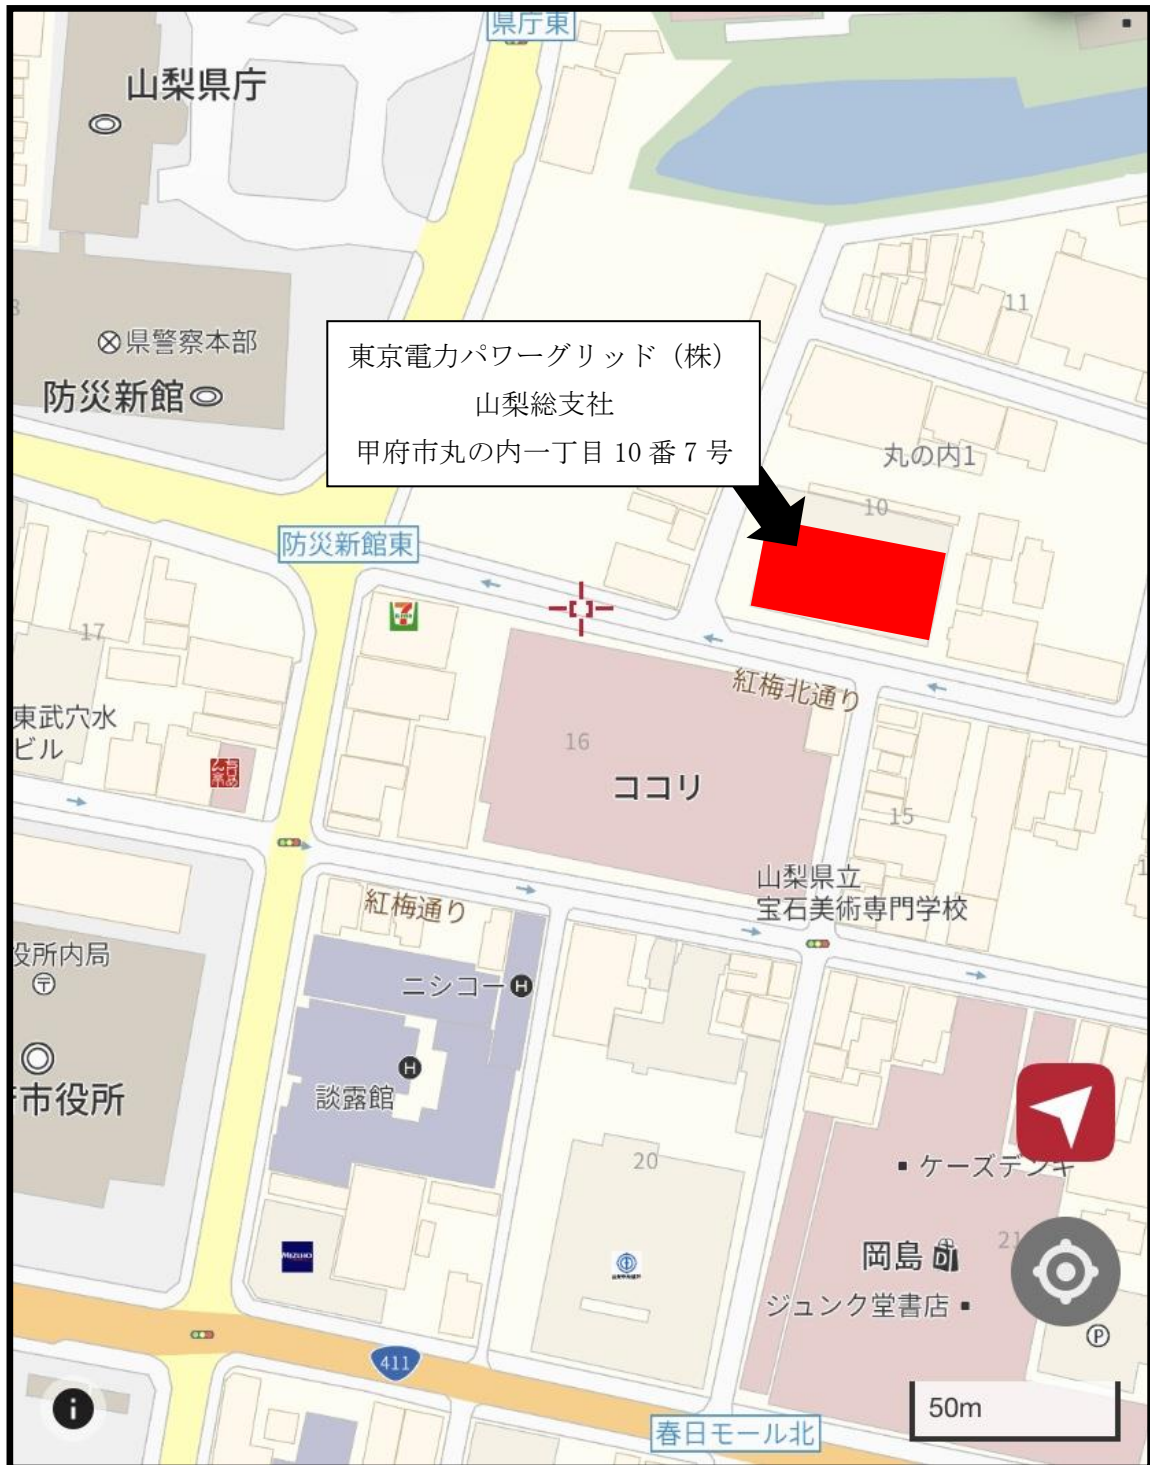 県庁東
山梨県庁
11
県警察本部
防災新館
東京電力パワーグリッド（株）
山梨総支社
甲府市丸の内一丁目 10 番 7 号
丸の内1
10
防災新館東
17
紅梅北通り
東武穴水
ビル
16
ココリ
15
山梨県立
宝石美術専門学校
紅梅通り
役所内局
ニシコー
H
H
談露館
市役所
20
ケーズデンキ
MIZUHO
岡島
21
ジュンク堂書店
P
411
50m
春日モール北